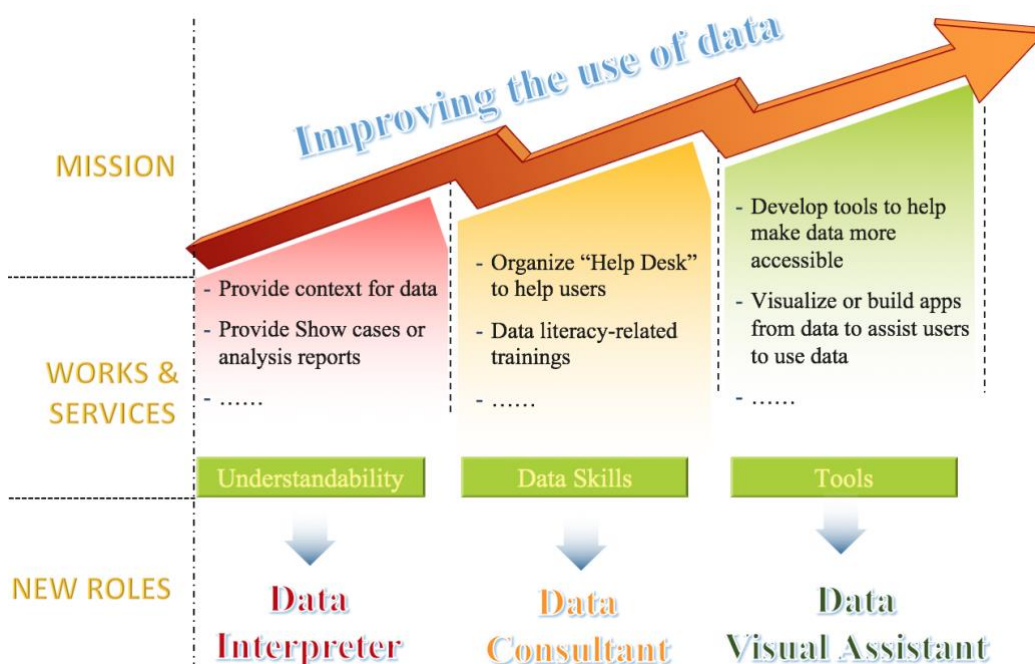 Improving the use of data
MISSION
- Provide context for data
- Provide Show cases or
analysis reports
- ......
- Organize “Help Desk”
to help users
- Data literacy-related
trainings
- ......
- Develop tools to help
make data more
accessible
- Visualize or build apps
from data to assist users
to use data
- ......
WORKS &
SERVICES
Understandability
Data Skills
Tools
NEW ROLES
Data
Interpreter
Data
Consultant
Data
Visual Assistant